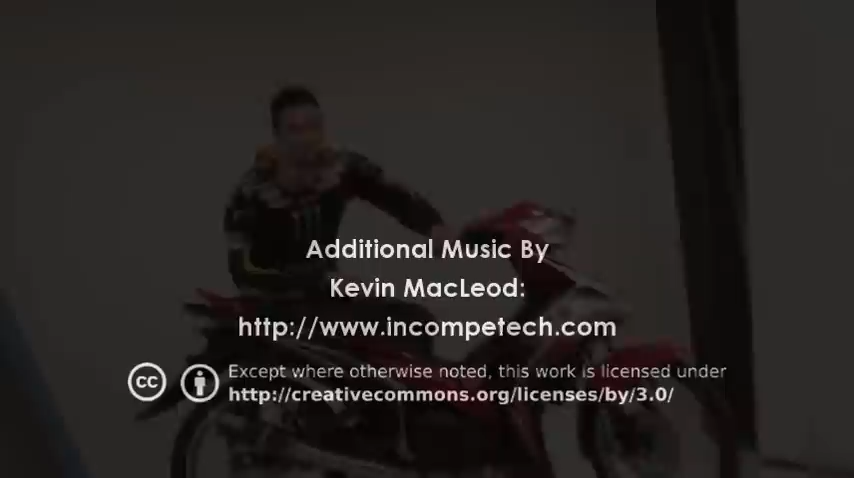 Additional Music By
Kevin MacLeod:
http://www.incompetech.com
cc Except where otherwise noted, this work is licensed under
http://creativecommons.org/licenses/by/3.0/